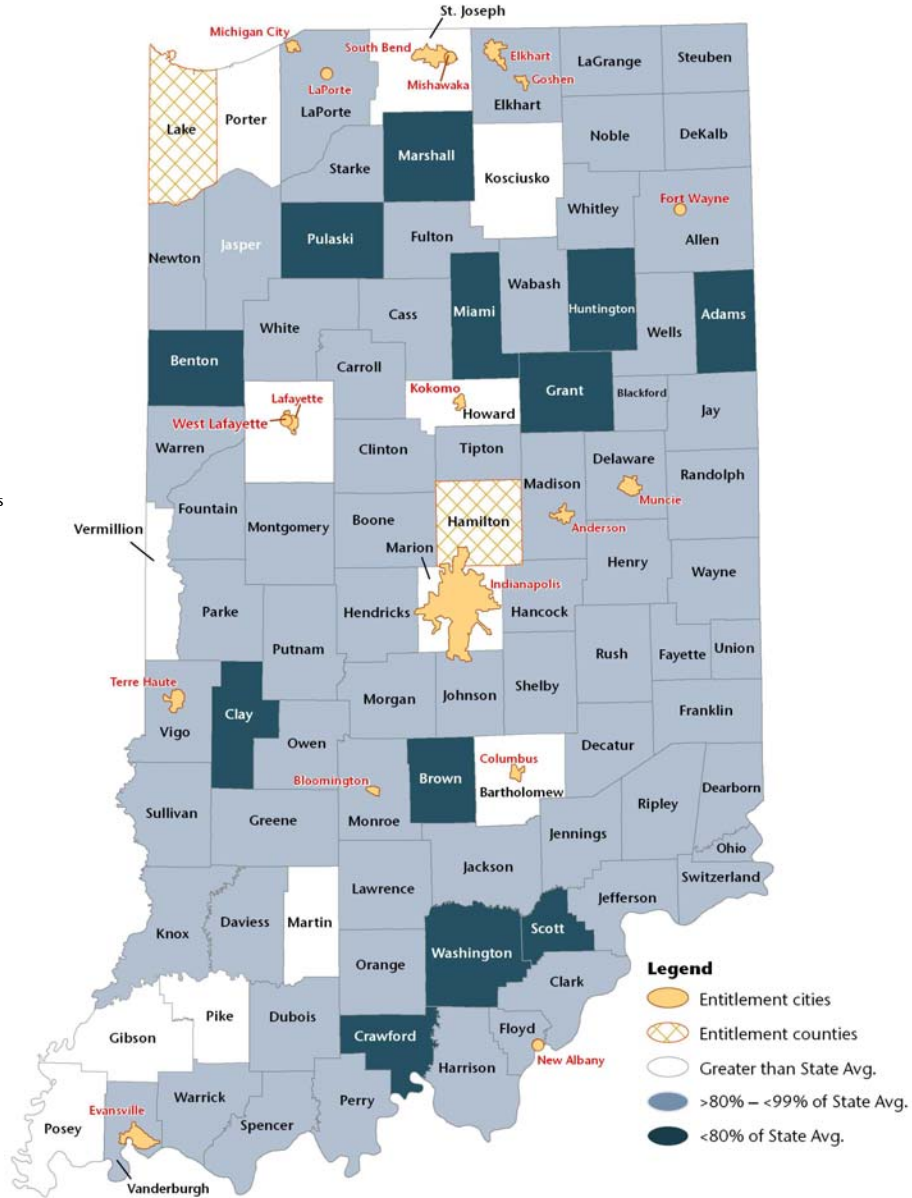 St. Joseph
Michigan City
South Bend
Elkhart
LaGrange
Steuben
Mishawaka
Goshen
LaPorte
LaPorte
Elkhart
Porter
Lake
Noble
DeKalb
Marshall
Starke
Kosciusko
Fort Wayne
Whitley
Allen
Pulaski
Fulton
Jasper
Newton
Wabash
Miami
Huntington
Adams
White
Cass
Wells
Benton
Carroll
Grant
Kokomo
Blackford
Lafayette
Howard
Jay
West Lafayette
Warren
Clinton
Tipton
Delaware
Randolph
Madison
Muncie
s
Fountain
Boone
Hamilton
Montgomery
Anderson
Vermillion
Marion
Henry
Wayne
Indianapolis
Parke
Hendricks
Hancock
Putnam
Rush
Fayette
Union
Terre Haute
Shelby
Morgan
Johnson
Clay
Franklin
Vigo
Owen
Decatur
Columbus
Bloomington
Brown
Bartholomew
Dearborn
Ripley
Sullivan
Greene
Monroe
Jennings
Ohio
Jackson
Switzerland
Lawrence
Jefferson
Daviess
Martin
Knox
Scott
Washington
Orange
Clark
Legend
Entitlement cities
Entitlement counties
Greater than State Avg.
>80% – <99% of State Avg.
<80% of State Avg.
Pike
Dubois
Gibson
Crawford
Floyd
New Albany
Harrison
Warrick
Perry
Evansville
Spencer
Posey
Vanderburgh